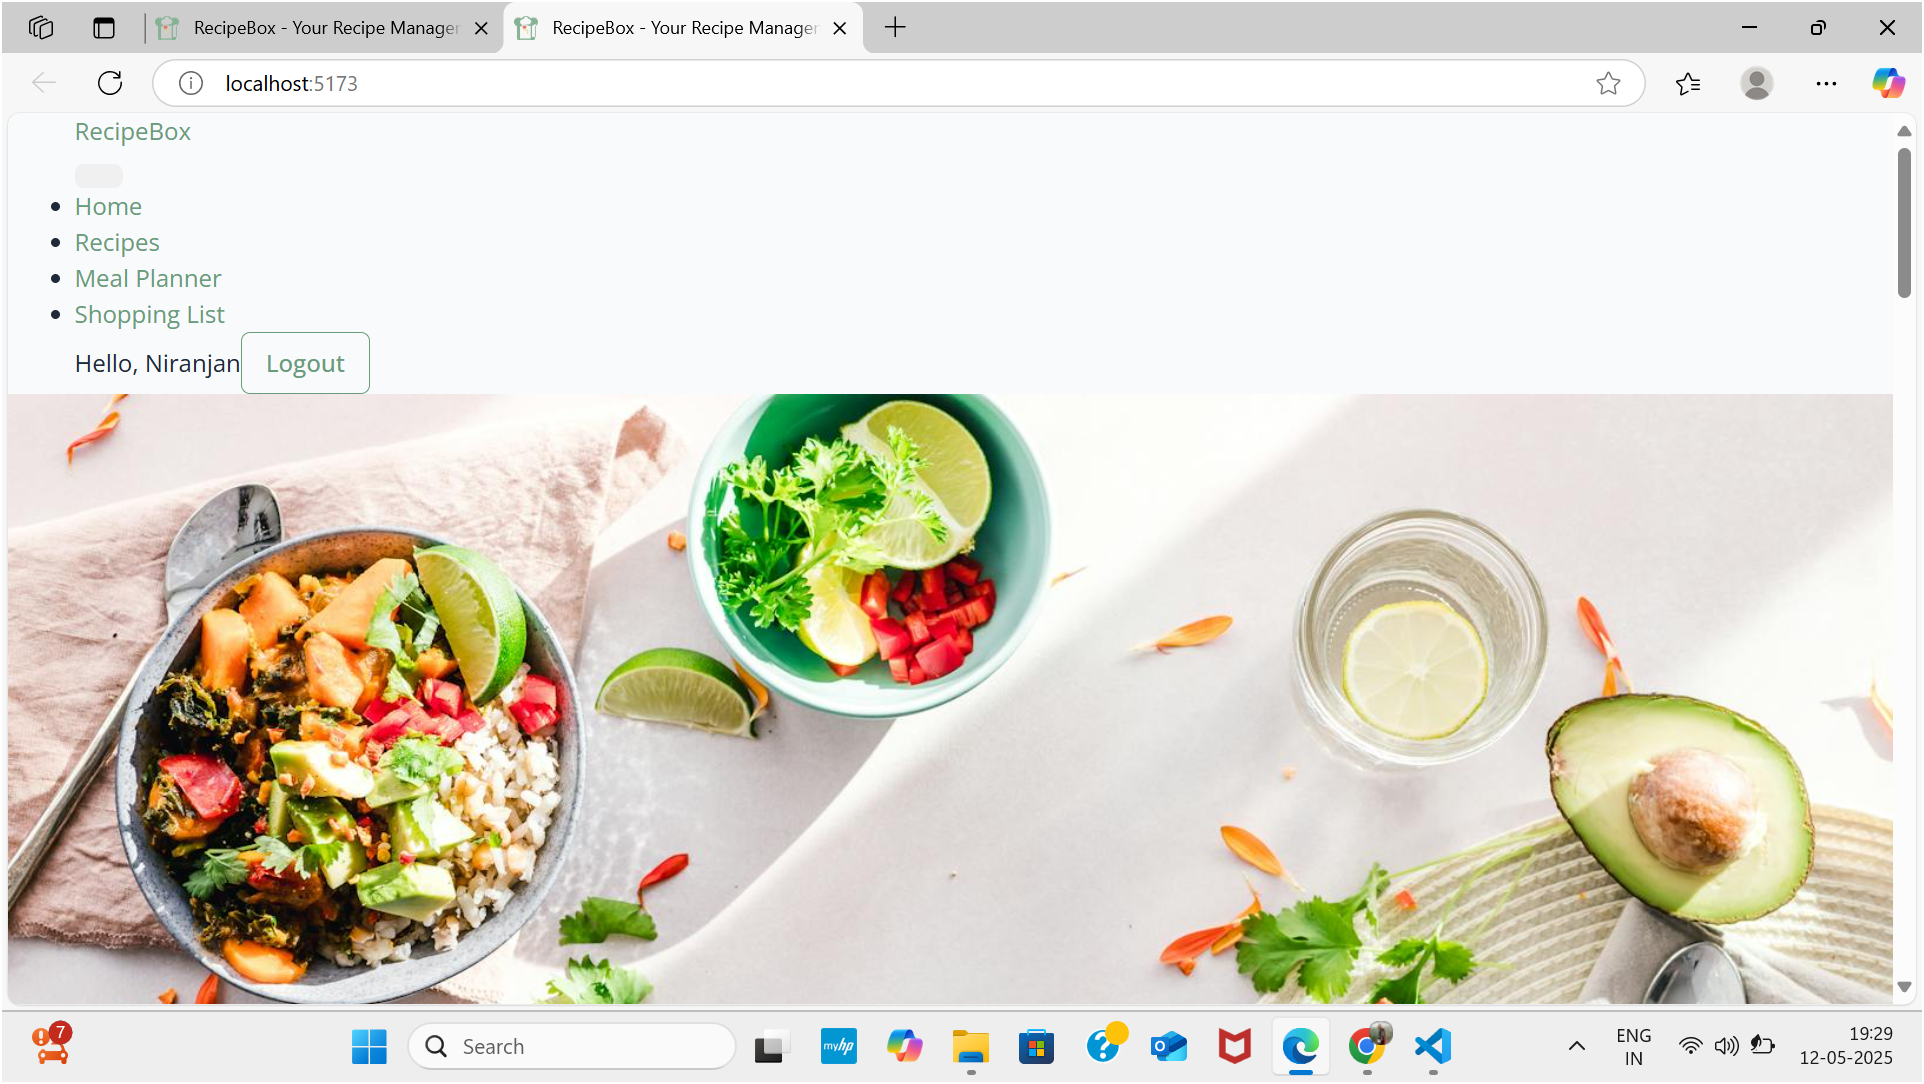 RecipeBox - Your Recipe Manager
RecipeBox - Your Recipe Manager
localhost:5173
RecipeBox
Home
Recipes
Meal Planner
Shopping List
Hello, Niranjan
Logout
7
Search
myhp
ENG
IN
19:29
12-05-2025